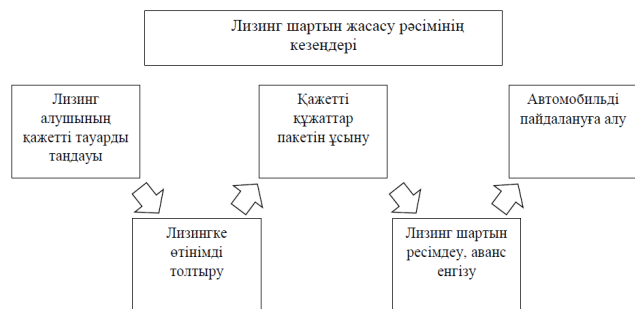 Лизинг шартын жасасу рәсімінің
кезеңдері
Лизинг
алушының
қажетті тауарды
таңдауы
Лизингке
өтінімді
толтыру
Қажетті
құжаттар
пакетін ұсыну
Лизинг шартын
ресімдеу, аванс
енгізу
Автомобильді
пайдалануға алу